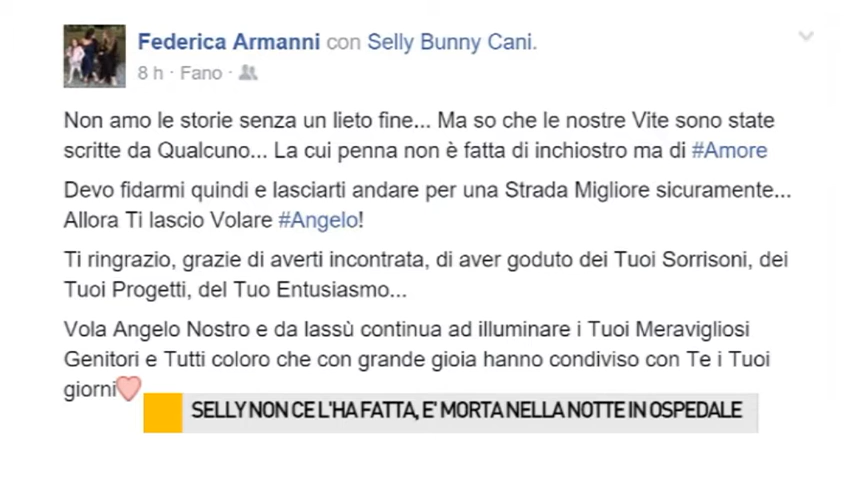 Federica Armanni con Selly Bunny Cani.
8 h · Fano ·
Non amo le storie senza un lieto fine... Ma so che le nostre Vite sono state
scritte da Qualcuno... La cui penna non è fatta di inchiostro ma di #Amore
Devo fidarmi quindi e lasciarti andare per una Strada Migliore sicuramente...
Allora Ti lascio Volare #Angelo!
Ti ringrazio, grazie di averti incontrata, di aver goduto dei Tuoi Sorrisoni, dei
Tuoi Progetti, del Tuo Entusiasmo...
Vola Angelo Nostro e da lassù continua ad illuminare i Tuoi Meravigliosi
Genitori e Tutti coloro che con grande gioia hanno condiviso con Te i Tuoi
giorni
SELLY NON CE L'HA FATTA, E' MORTA NELLA NOTTE IN OSPEDALE